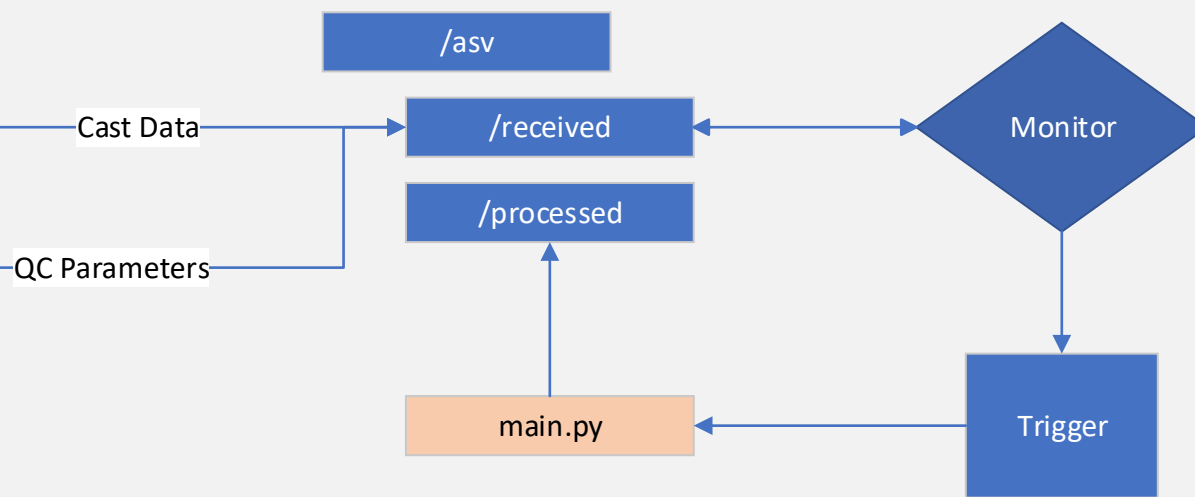 /asv
Cast Data
/received
Monitor
/processed
QC Parameters
main.py
Trigger